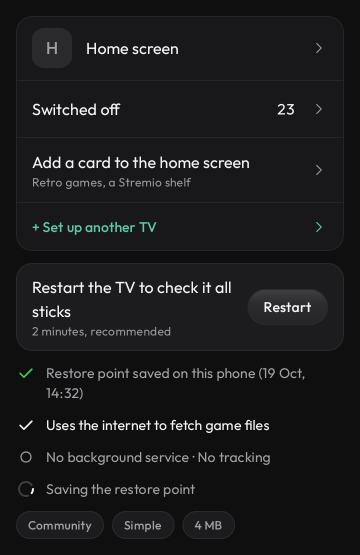 H Home screen
Switched off 23
Add a card to the home screen
Retro games, a Stremio shelf
+ Set up another TV
Restart the TV to check it all
sticks
2 minutes, recommended
Restart
Restore point saved on this phone (19 Oct,
14:32)
Uses the internet to fetch game files
No background service · No tracking
Saving the restore point
Community Simple 4 MB